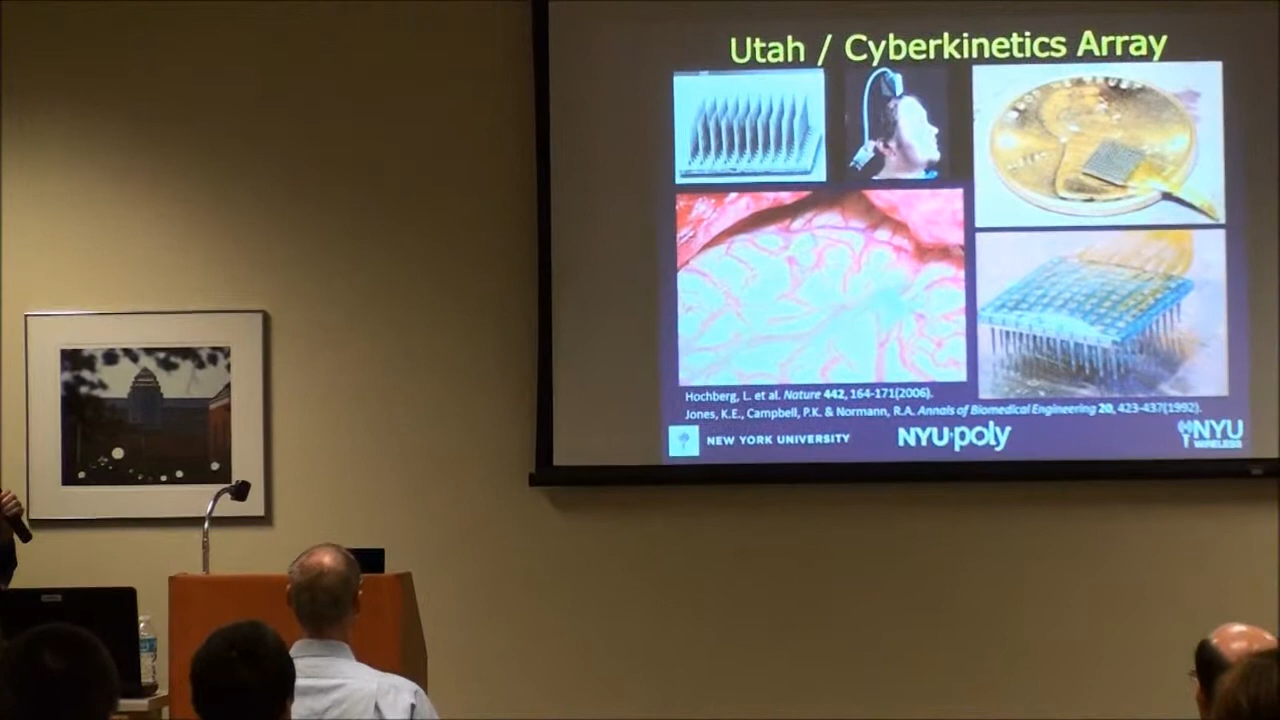 Utah / Cyberkinetics Array
Hochberg, L. et al. Nature 442, 164-171(2006).
Jones, K.E., Campbell, P.K. & Normann, R.A. Annals of Biomedical Engineering 20, 423-437(1992).
NEW YORK UNIVERSITY
NYU·poly
NYU
WIRELESS